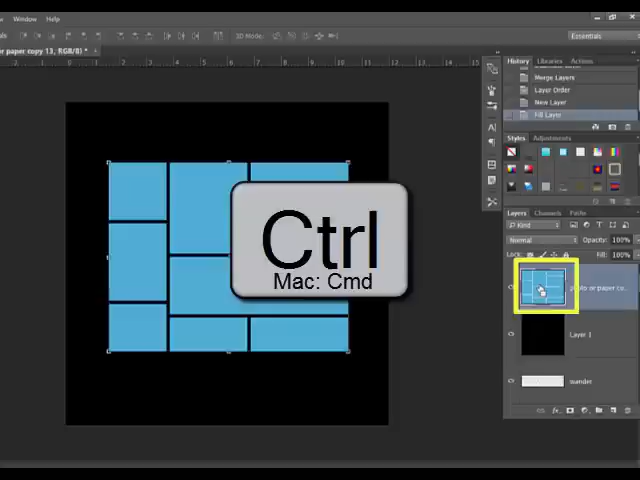 Window Help
3D Mode:
Essentials
or paper copy 13, RGB/8) *
History Libraries Actions
Merge Layers
Layer Order
New Layer
Fill Layer
Styles Adjustments
Layers Channels Paths
Kind
Normal Opacity: 100%
Lock: Fill: 100%
Ctrl
Mac: Cmd
Layer 1
wander